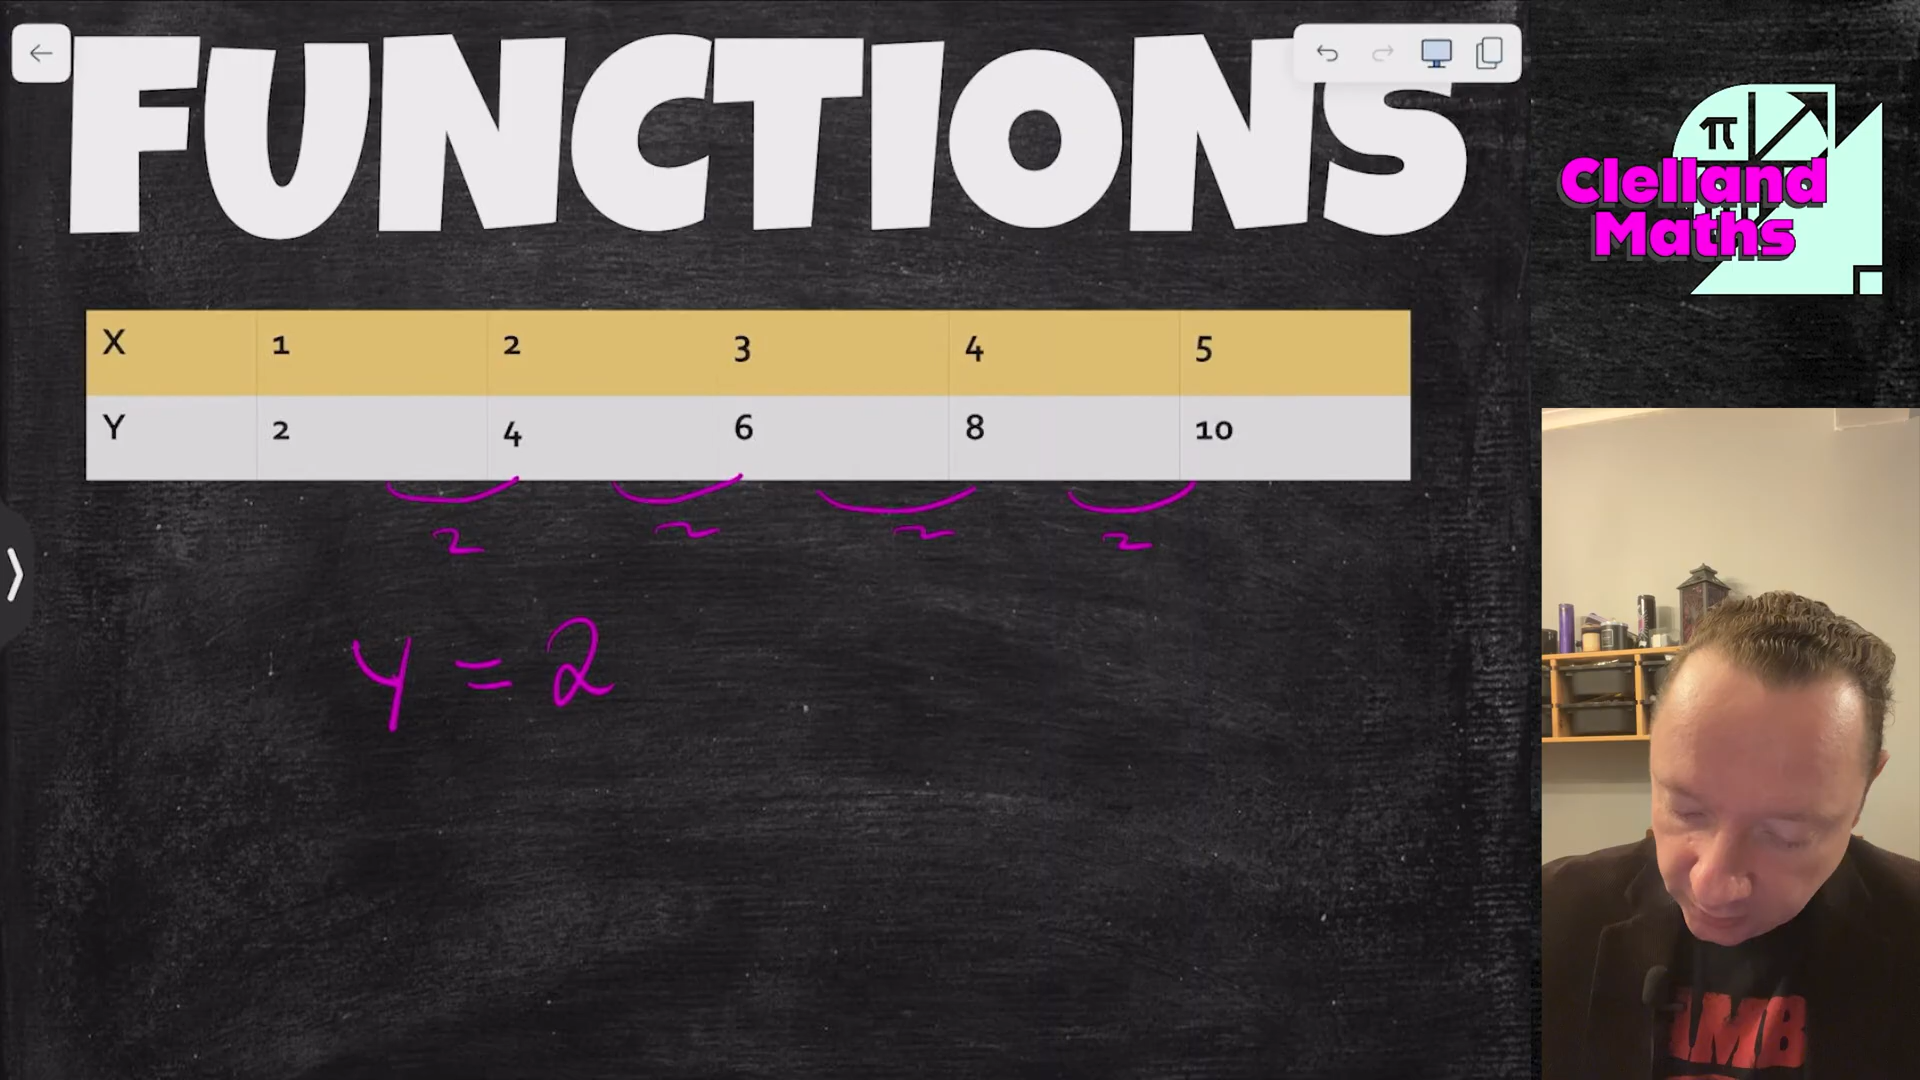 FUNCTIONS
π
Clelland
Maths
X 1 2 3 4 5
Y 2 4 6 8 10
2 2 2 2
y = 2